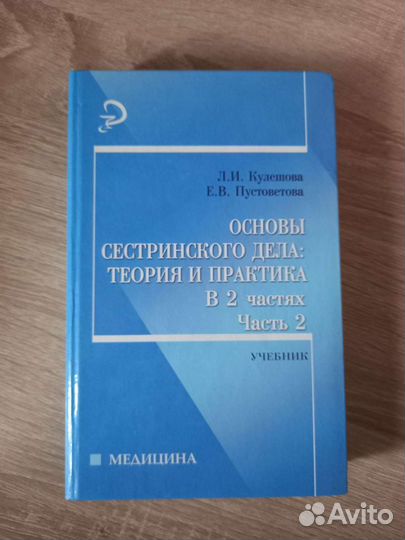 Л.И. Кулешова
Е.В. Пустоветова
ОСНОВЫ
СЕСТРИНСКОГО ДЕЛА:
ТЕОРИЯ И ПРАКТИКА
В 2 частях
Часть 2
УЧЕБНИК
МЕДИЦИНА
Avito